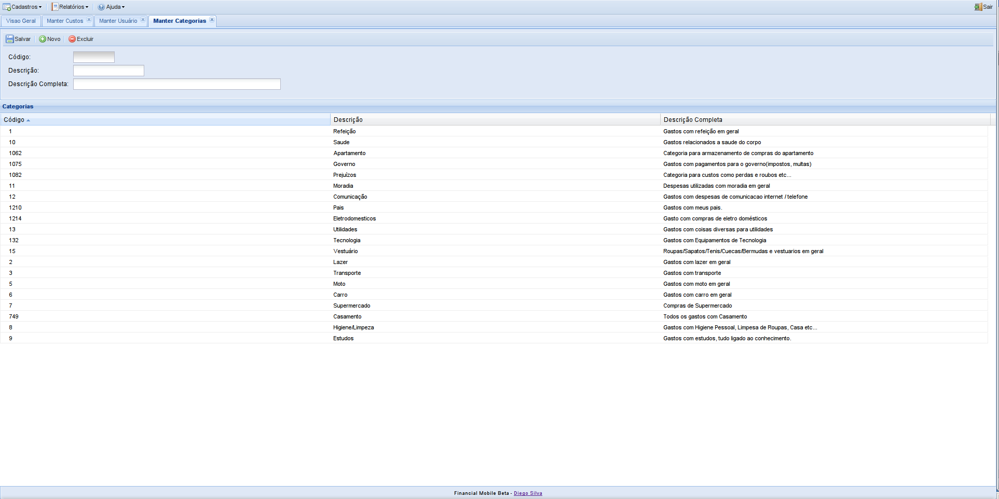 Cadastros Relatórios Ajuda Sair
Visao Geral Manter Custos Manter Usuário Manter Categorias
Salvar Novo Excluir
Código:
Descrição:
Descrição Completa:
Categorias
Código Descrição Descrição Completa
1 Refeição Gastos com refeição em geral
10 Saude Gastos relacionados a saude do corpo
1062 Apartamento Categoria para armazenamento de compras do apartamento
1075 Governo Gastos com pagamentos para o governo(impostos, multas)
1082 Prejuízos Categoria para custos como perdas e roubos etc...
11 Moradia Despesas utilizadas com moradia em geral
12 Comunicação Gastos com despesas de comunicacao internet / telefone
1210 Pais Gastos com meus pais.
1214 Eletrodomesticos Gasto com compras de eletro domésticos
13 Utilidades Gastos com coisas diversas para utilidades
132 Tecnologia Gastos com Equipamentos de Tecnologia
15 Vestuário Roupas/Sapatos/Tenis/Cuecas/Bermudas e vestuarios em geral
2 Lazer Gastos com lazer em geral
3 Transporte Gastos com transporte
5 Moto Gastos com moto em geral
6 Carro Gastos com carro em geral
7 Supermercado Compras de Supermercado
749 Casamento Todos os gastos com Casamento
8 Higiene/Limpeza Gastos com Higiene Pessoal, Limpesa de Roupas, Casa etc...
9 Estudos Gastos com estudos, tudo ligado ao conhecimento.
Financial Mobile Beta - Diego Silva